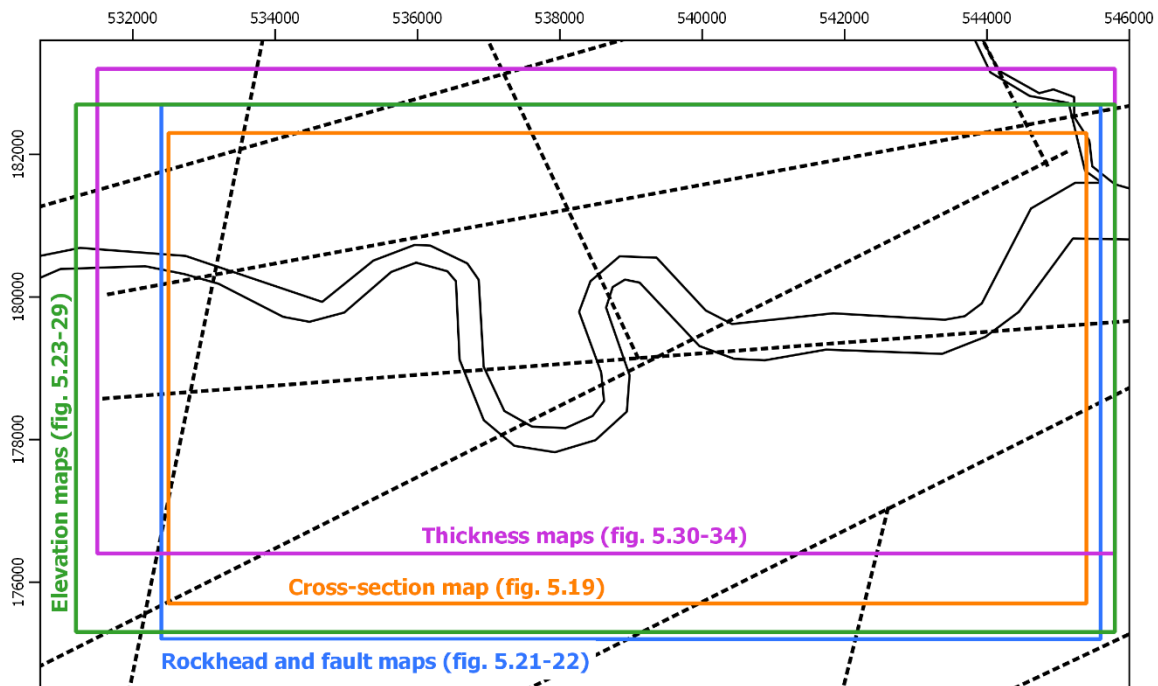 532000 534000 536000 538000 540000 542000 544000 546000
182000
180000
178000
176000
Elevation maps (fig. 5.23-29)
Thickness maps (fig. 5.30-34)
Cross-section map (fig. 5.19)
Rockhead and fault maps (fig. 5.21-22)